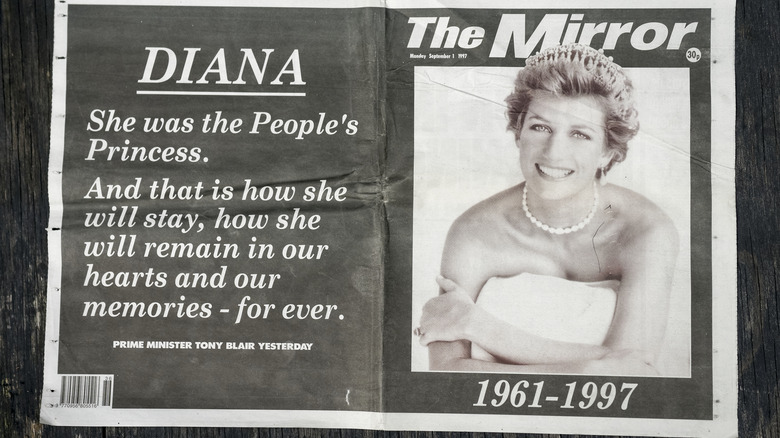 DIANA
She was the People's
Princess.
And that is how she
will stay, how she
will remain in our
hearts and our
memories - for ever.
PRIME MINISTER TONY BLAIR YESTERDAY
The Mirror
Monday September 1 1997
30p
1961-1997